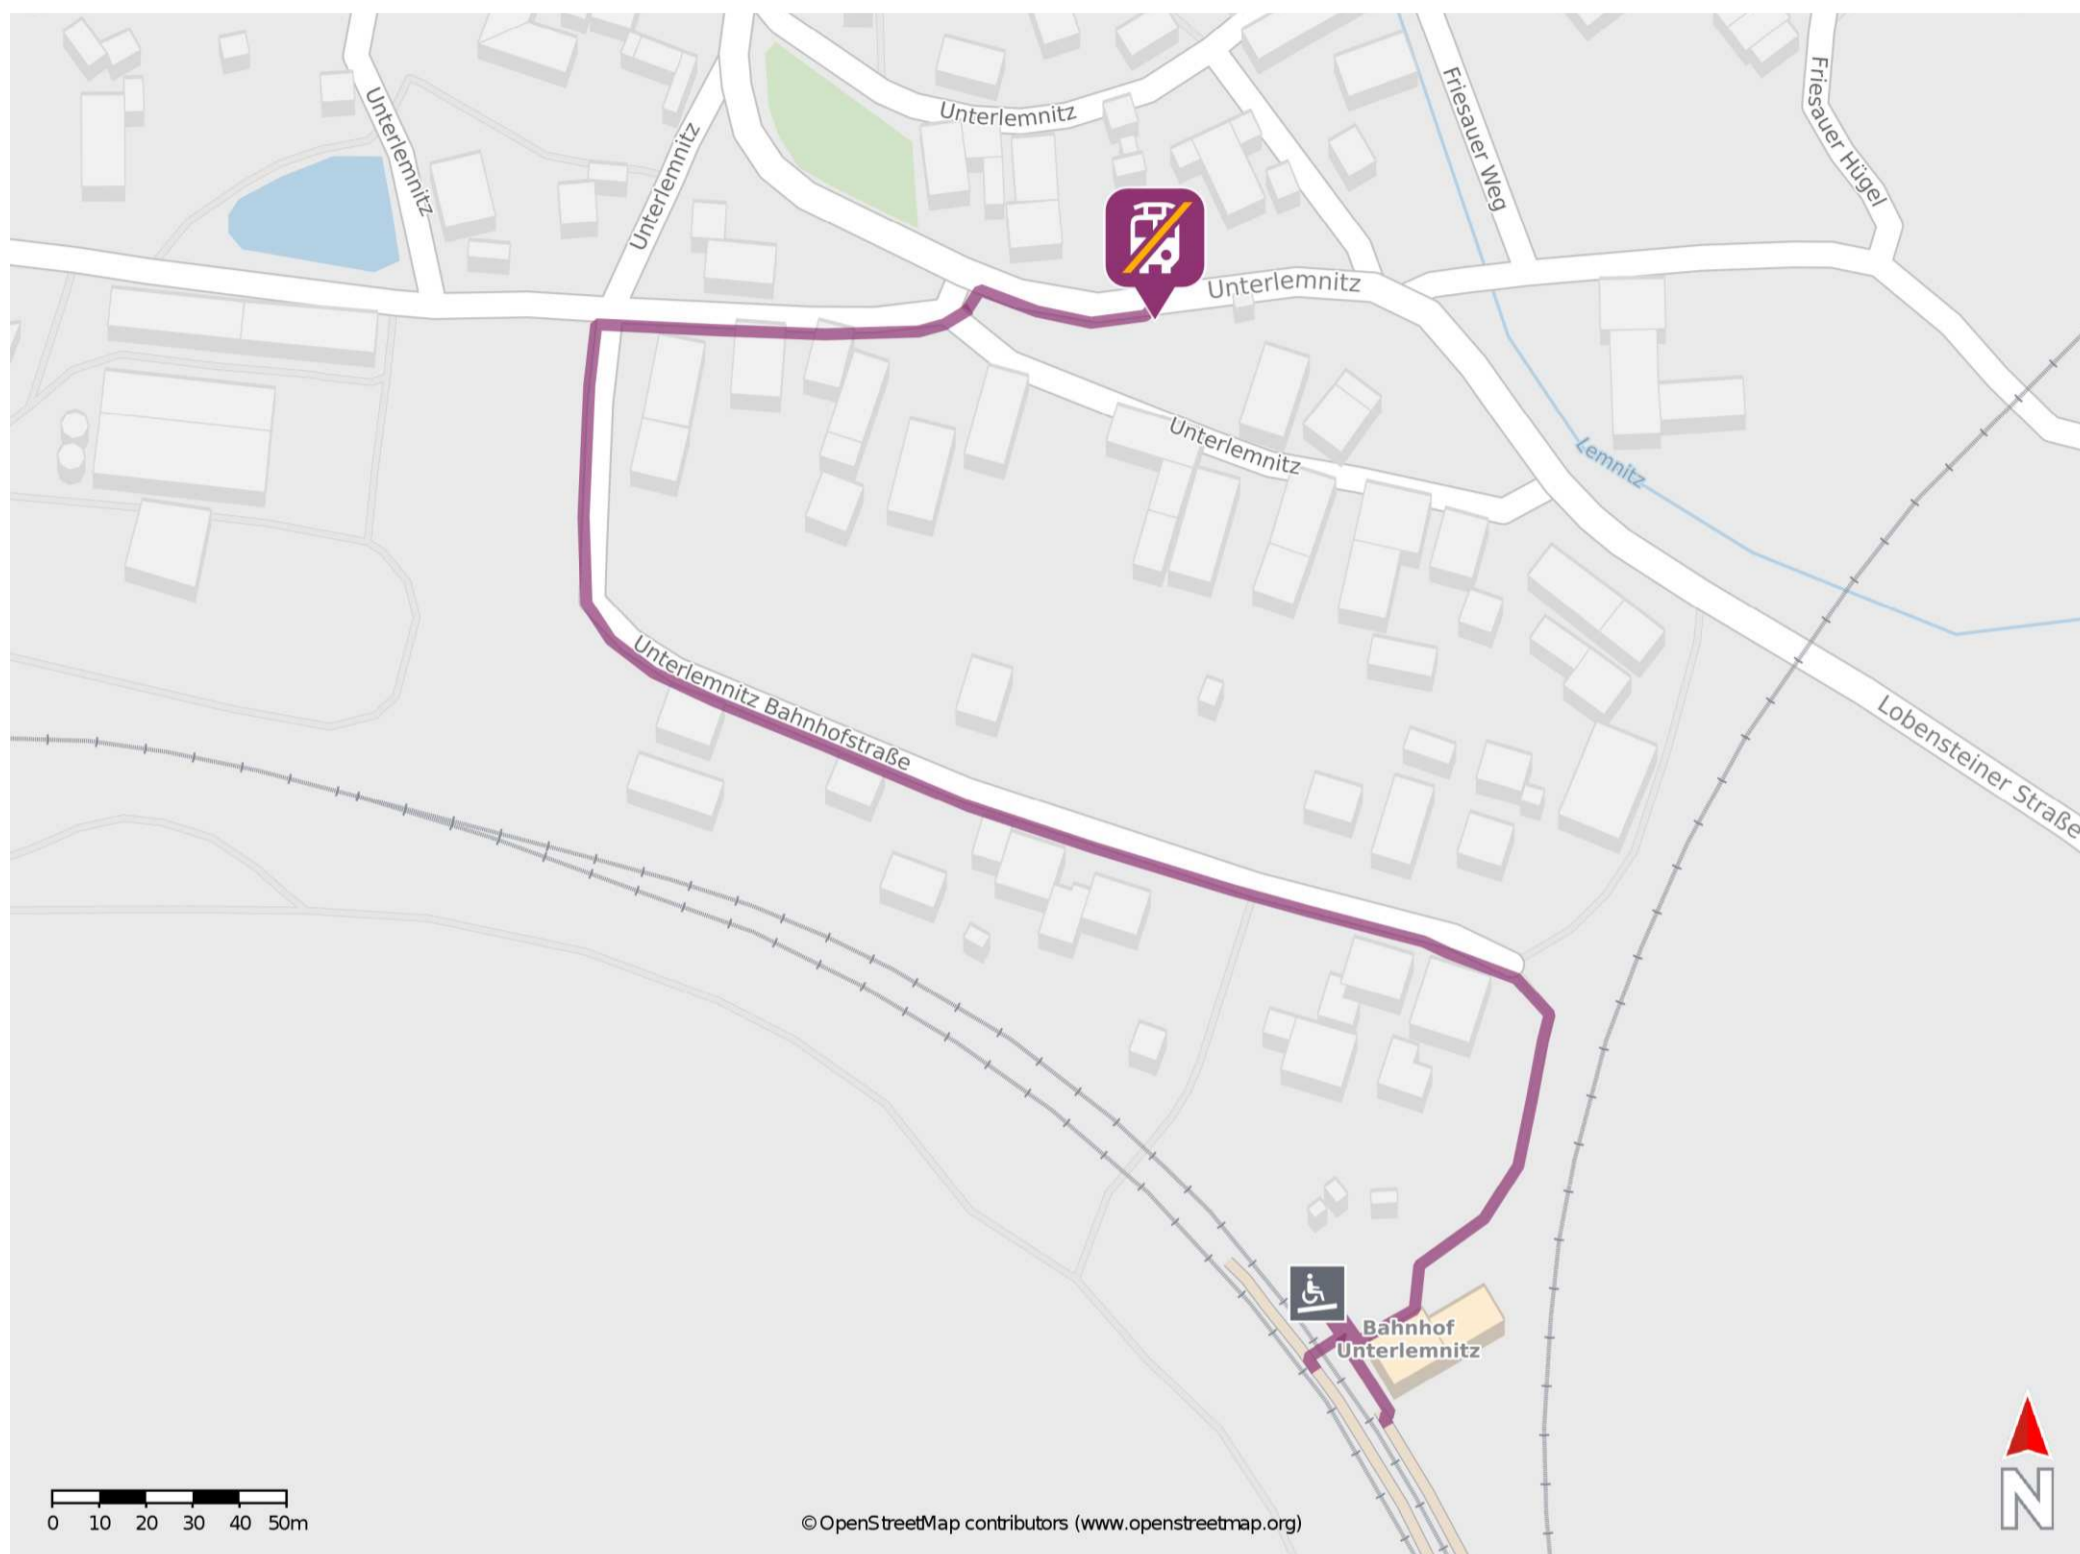 Unterlemnitz
Unterlemnitz
Unterlemnitz
Friesauer Weg
Friesauer Hügel
Unterlemnitz
Unterlemnitz
Lemnitz
Unterlemnitz Bahnhofstraße
Lobensteiner Straße
Bahnhof
Unterlemnitz
0 10 20 30 40 50m
© OpenStreetMap contributors (www.openstreetmap.org)
N